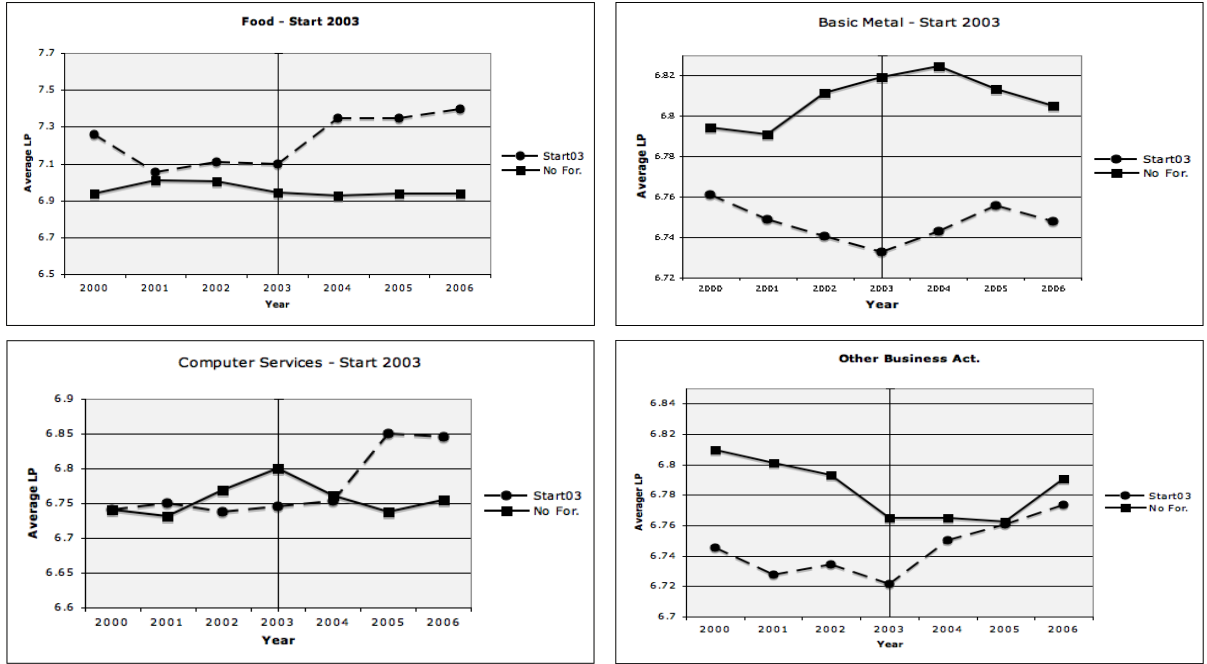 Food - Start 2003
7.7
7.5
7.3
7.1
6.9
6.7
6.5
Average LP
2000 2001 2002 2003 2004 2005 2006
Year
Start03
No For.
Basic Metal - Start 2003
6.82
6.8
6.78
6.76
6.74
6.72
Average LP
2000 2001 2002 2003 2004 2005 2006
Year
Start03
No For.
Computer Services - Start 2003
6.9
6.85
6.8
6.75
6.7
6.65
6.6
Average LP
2000 2001 2002 2003 2004 2005 2006
Year
Start03
No For.
Other Business Act.
6.84
6.82
6.8
6.78
6.76
6.74
6.72
6.7
Averager LP
2000 2001 2002 2003 2004 2005 2006
Year
Start03
No For.